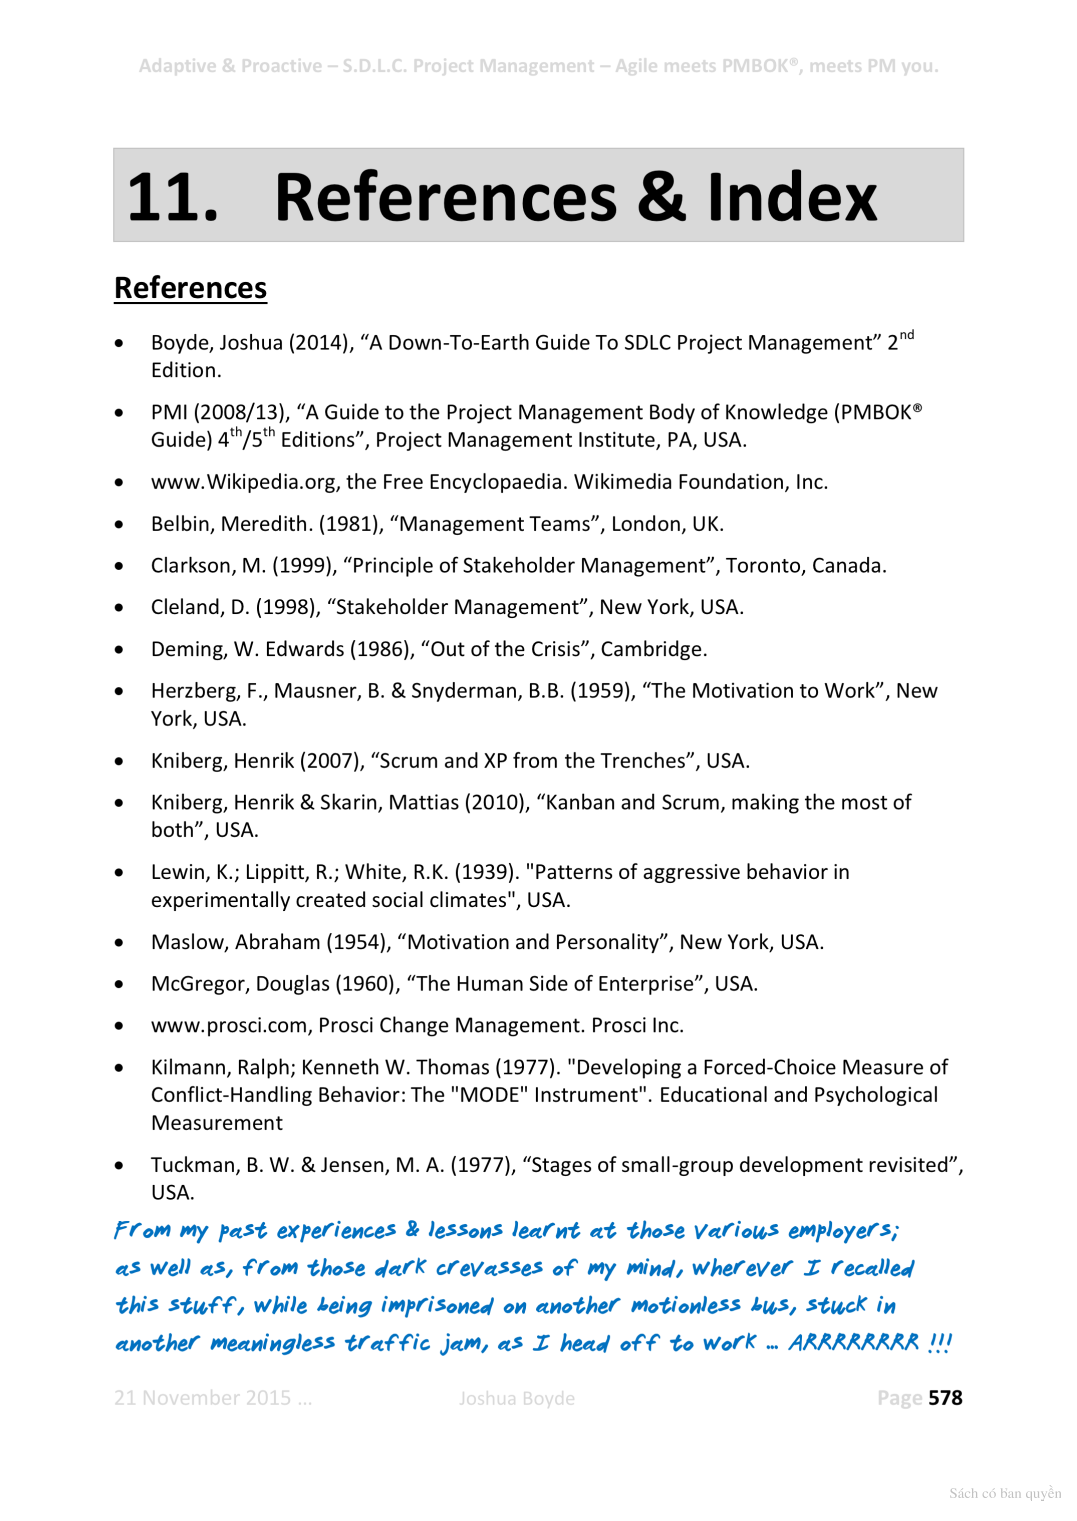 Adaptive & Proactive – S.D.L.C. Project Management – Agile meets PMBOK®, meets PM you.
11. References & Index
References
• Boyde, Joshua (2014), “A Down-To-Earth Guide To SDLC Project Management” 2nd
Edition.
• PMI (2008/13), “A Guide to the Project Management Body of Knowledge (PMBOK®
Guide) 4th/5th Editions”, Project Management Institute, PA, USA.
• www.Wikipedia.org, the Free Encyclopaedia. Wikimedia Foundation, Inc.
• Belbin, Meredith. (1981), “Management Teams”, London, UK.
• Clarkson, M. (1999), “Principle of Stakeholder Management”, Toronto, Canada.
• Cleland, D. (1998), “Stakeholder Management”, New York, USA.
• Deming, W. Edwards (1986), “Out of the Crisis”, Cambridge.
• Herzberg, F., Mausner, B. & Snyderman, B.B. (1959), “The Motivation to Work”, New
York, USA.
• Kniberg, Henrik (2007), “Scrum and XP from the Trenches”, USA.
• Kniberg, Henrik & Skarin, Mattias (2010), “Kanban and Scrum, making the most of
both”, USA.
• Lewin, K.; Lippitt, R.; White, R.K. (1939). "Patterns of aggressive behavior in
experimentally created social climates", USA.
• Maslow, Abraham (1954), “Motivation and Personality”, New York, USA.
• McGregor, Douglas (1960), “The Human Side of Enterprise”, USA.
• www.prosci.com, Prosci Change Management. Prosci Inc.
• Kilmann, Ralph; Kenneth W. Thomas (1977). "Developing a Forced-Choice Measure of
Conflict-Handling Behavior: The "MODE" Instrument". Educational and Psychological
Measurement
• Tuckman, B. W. & Jensen, M. A. (1977), “Stages of small-group development revisited”,
USA.
From my past experiences & lessons learnt at those various employers;
as well as, from those dark crevasses of my mind, wherever I recalled
this stuff, while being imprisoned on another motionless bus, stuck in
another meaningless traffic jam, as I head off to work … ARRRRRRRR !!!
21 November 2015 … Joshua Boyde Page 578
Sách có bản quyền